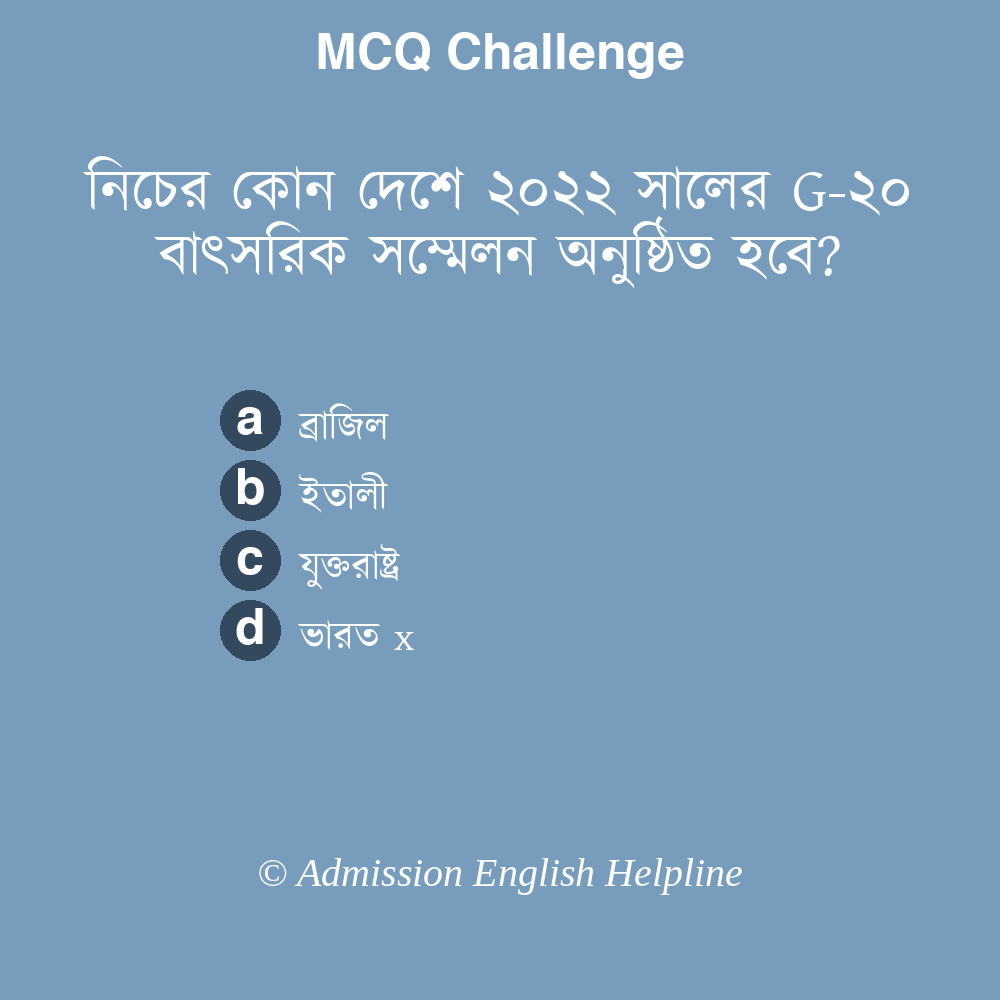 MCQ Challenge
নিচের কোন দেশে ২০২২ সালের G-২০
বাৎসরিক সম্মেলন অনুষ্ঠিত হবে?
a ব্রাজিল
b ইতালী
c যুক্তরাষ্ট্র
d ভারত x
© Admission English Helpline